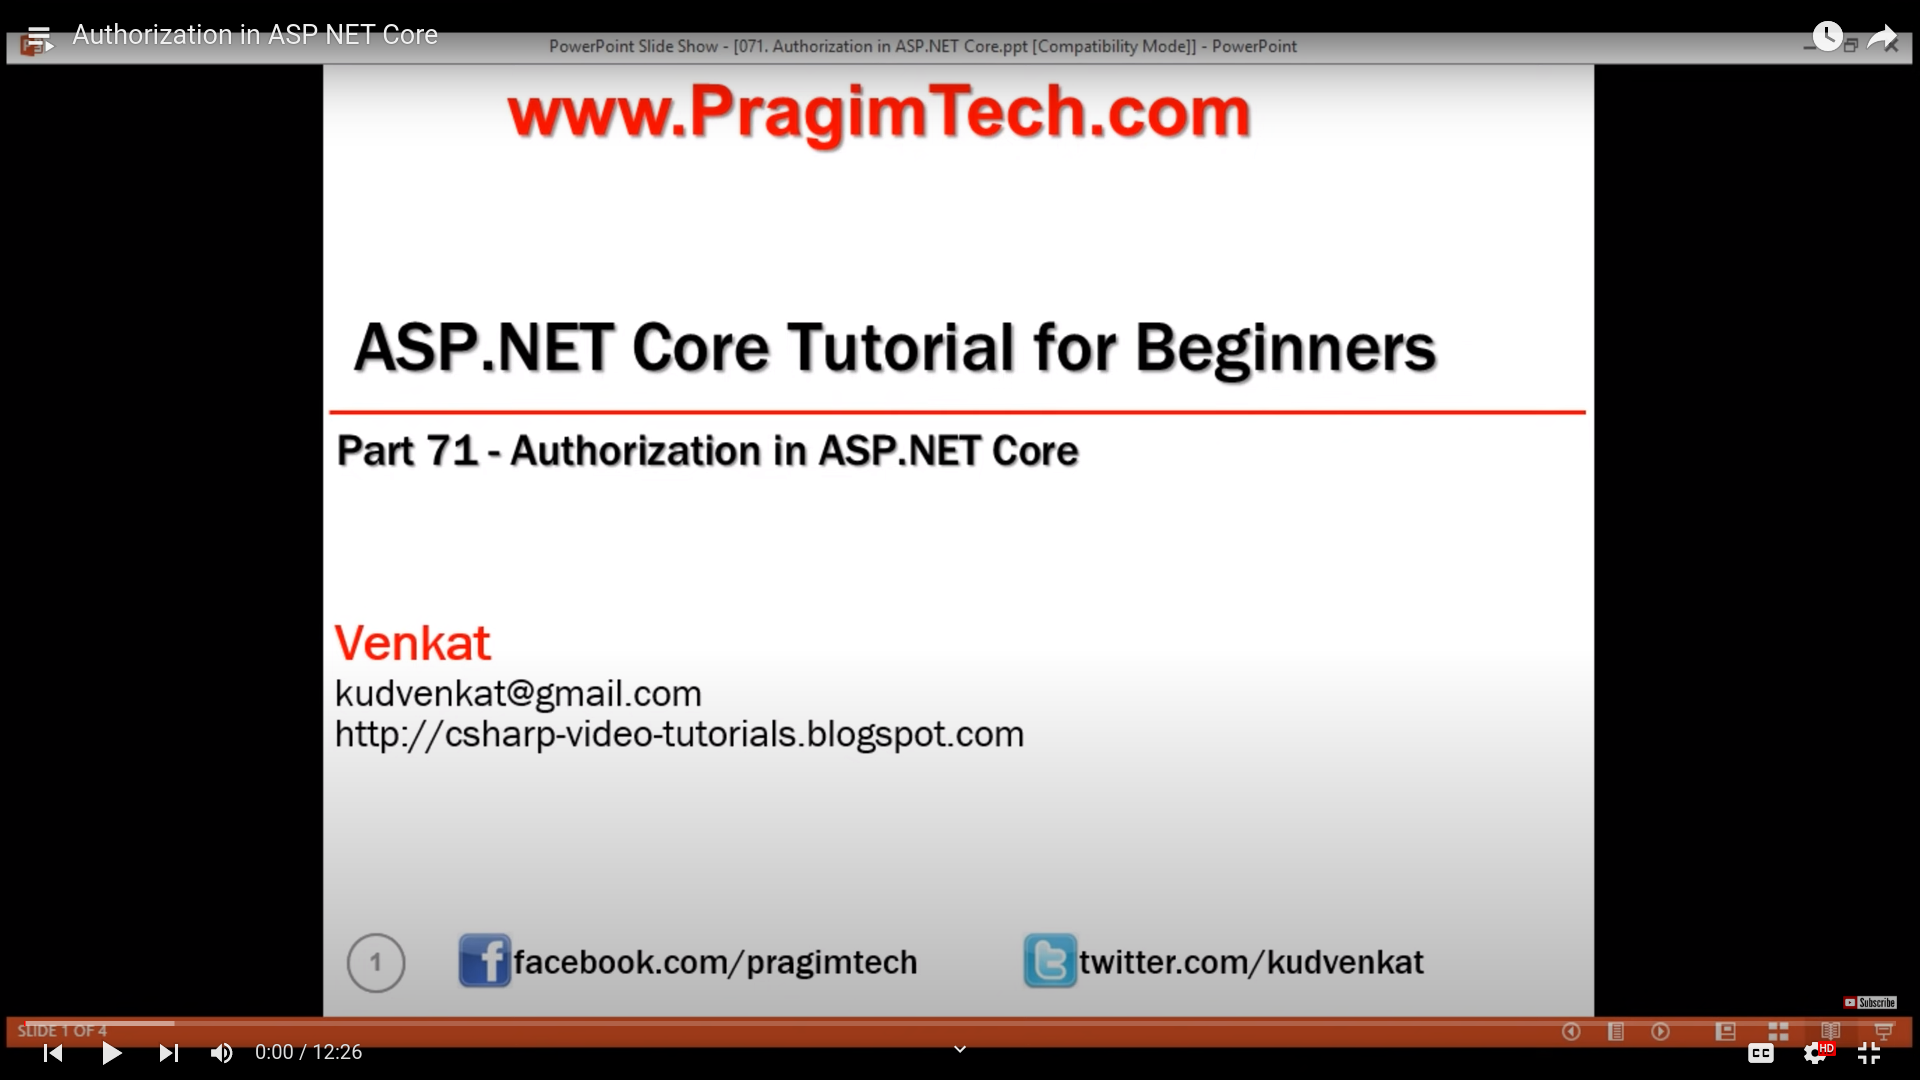 Authorization in ASP NET Core
PowerPoint Slide Show - [071. Authorization in ASP.NET Core.ppt [Compatibility Mode]] - PowerPoint
www.PragimTech.com
ASP.NET Core Tutorial for Beginners
Part 71 - Authorization in ASP.NET Core
Venkat
kudvenkat@gmail.com
http://csharp-video-tutorials.blogspot.com
1
facebook.com/pragimtech
twitter.com/kudvenkat
Subscribe
SLIDE 1 OF 4
0:00 / 12:26
CC
HD